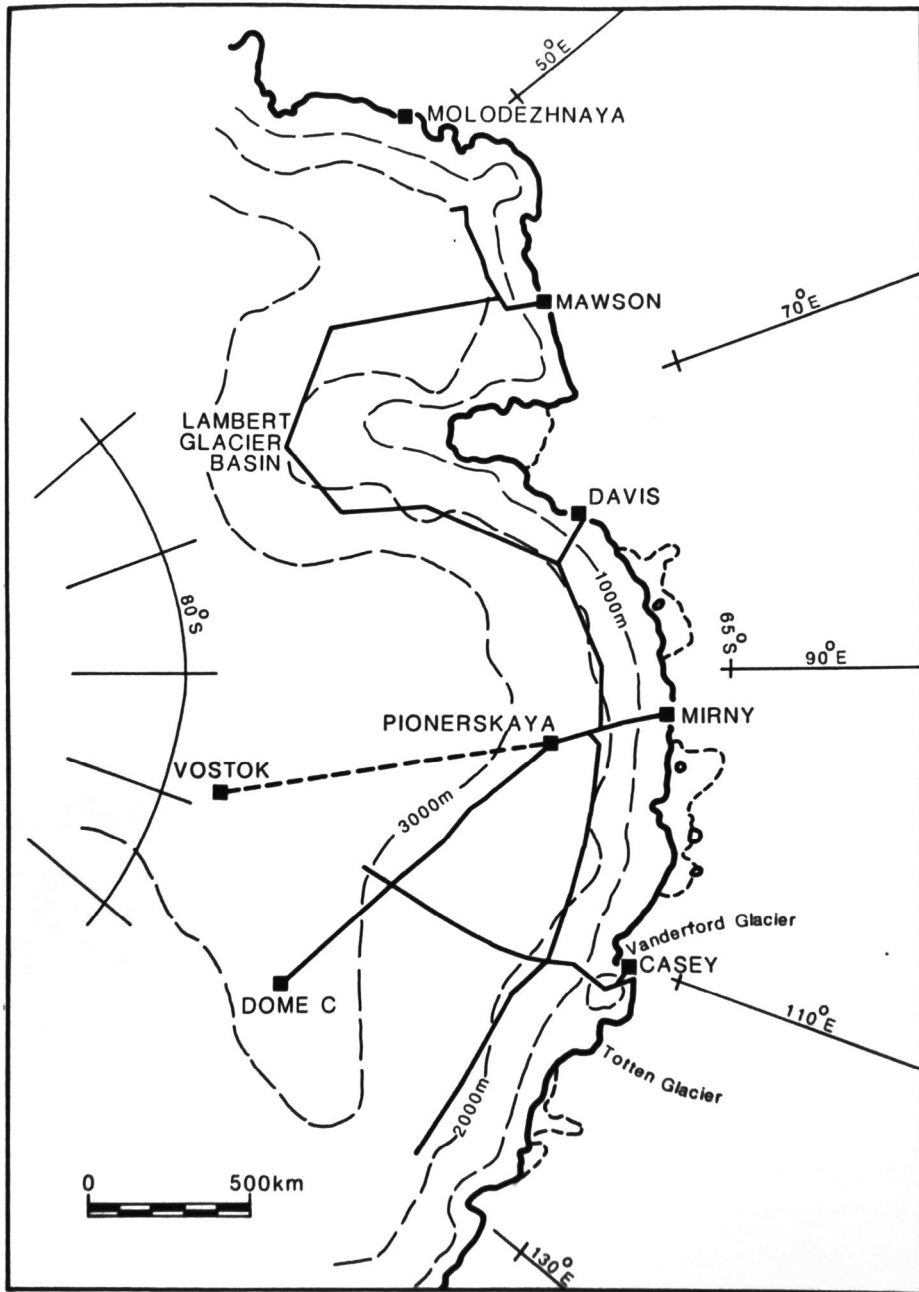 50°E
MOLODEZHNAYA
MAWSON
70°E
LAMBERT
GLACIER
BASIN
DAVIS
1000m
80°S
65°S
90°E
PIONERSKAYA
MIRNY
VOSTOK
3000m
Vanderford Glacier
CASEY
DOME C
110°E
Totten Glacier
2000m
0 500km
130°E